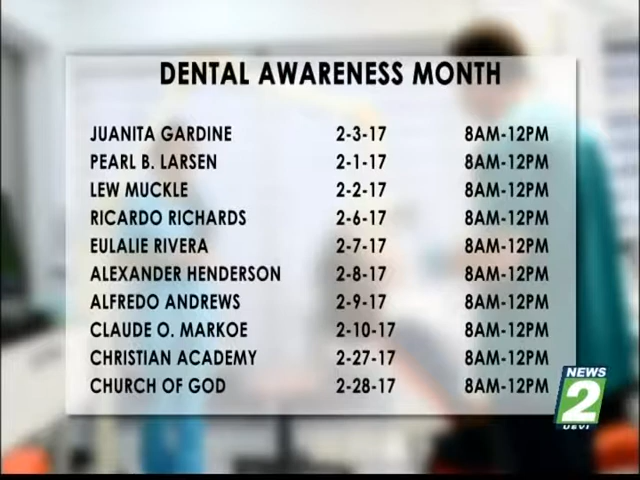 DENTAL AWARENESS MONTH
JUANITA GARDINE 2-3-17 8AM-12PM
PEARL B. LARSEN 2-1-17 8AM-12PM
LEW MUCKLE 2-2-17 8AM-12PM
RICARDO RICHARDS 2-6-17 8AM-12PM
EULALIE RIVERA 2-7-17 8AM-12PM
ALEXANDER HENDERSON 2-8-17 8AM-12PM
ALFREDO ANDREWS 2-9-17 8AM-12PM
CLAUDE O. MARKOE 2-10-17 8AM-12PM
CHRISTIAN ACADEMY 2-27-17 8AM-12PM
CHURCH OF GOD 2-28-17 8AM-12PM
NEWS
2